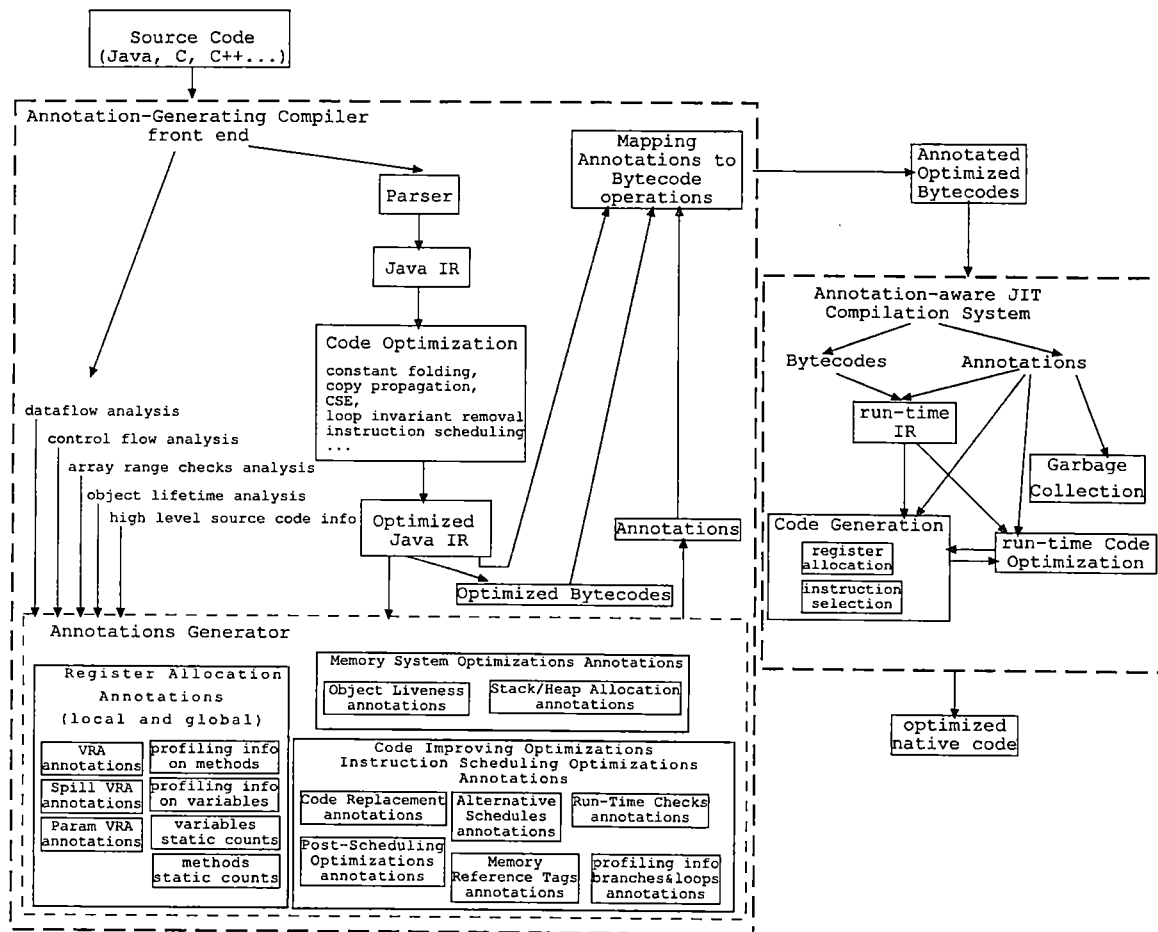 Source Code
(Java, C, C++...)
Annotation-Generating Compiler
front end
Parser
Java IR
Code Optimization
constant folding,
copy propagation,
CSE,
loop invariant removal
instruction scheduling
...
Optimized
Java IR
Optimized Bytecodes
Mapping
Annotations to
Bytecode
operations
Annotations
dataflow analysis
control flow analysis
array range checks analysis
object lifetime analysis
high level source code info
Annotations Generator
Register Allocation
Annotations
(local and global)
VRA
annotations
profiling info
on methods
Spill VRA
annotations
profiling info
on variables
Param VRA
annotations
variables
static counts
methods
static counts
Memory System Optimizations Annotations
Object Liveness
annotations
Stack/Heap Allocation
annotations
Code Improving Optimizations
Instruction Scheduling Optimizations
Annotations
Code Replacement
annotations
Alternative
Schedules
annotations
Run-Time Checks
annotations
Post-Scheduling
Optimizations
annotations
Memory
Reference Tags
annotations
profiling info
branches&loops
annotations
Annotated
Optimized
Bytecodes
Annotation-aware JIT
Compilation System
Bytecodes
Annotations
run-time
IR
Garbage
Collection
Code Generation
register
allocation
instruction
selection
run-time Code
Optimization
optimized
native code